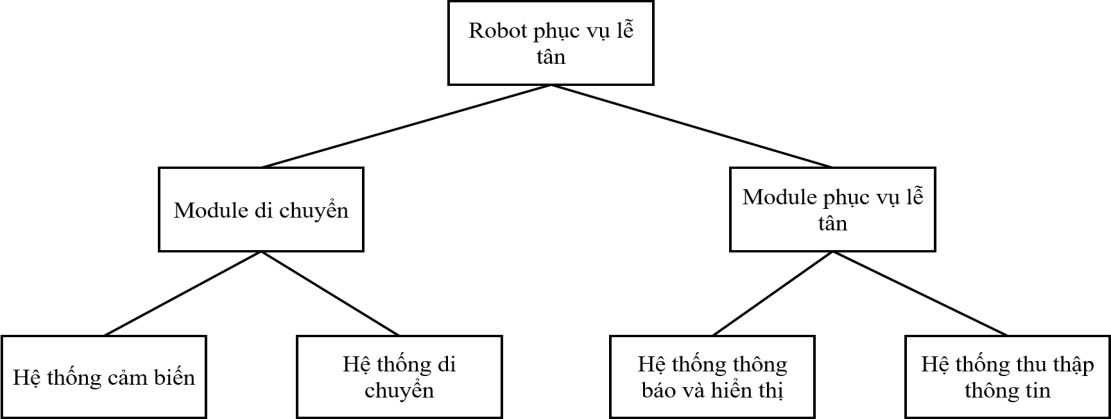 Robot phục vụ lễ
tân
Module di chuyển
Module phục vụ lễ
tân
Hệ thống cảm biến
Hệ thống di
chuyển
Hệ thống thông
báo và hiển thị
Hệ thống thu thập
thông tin